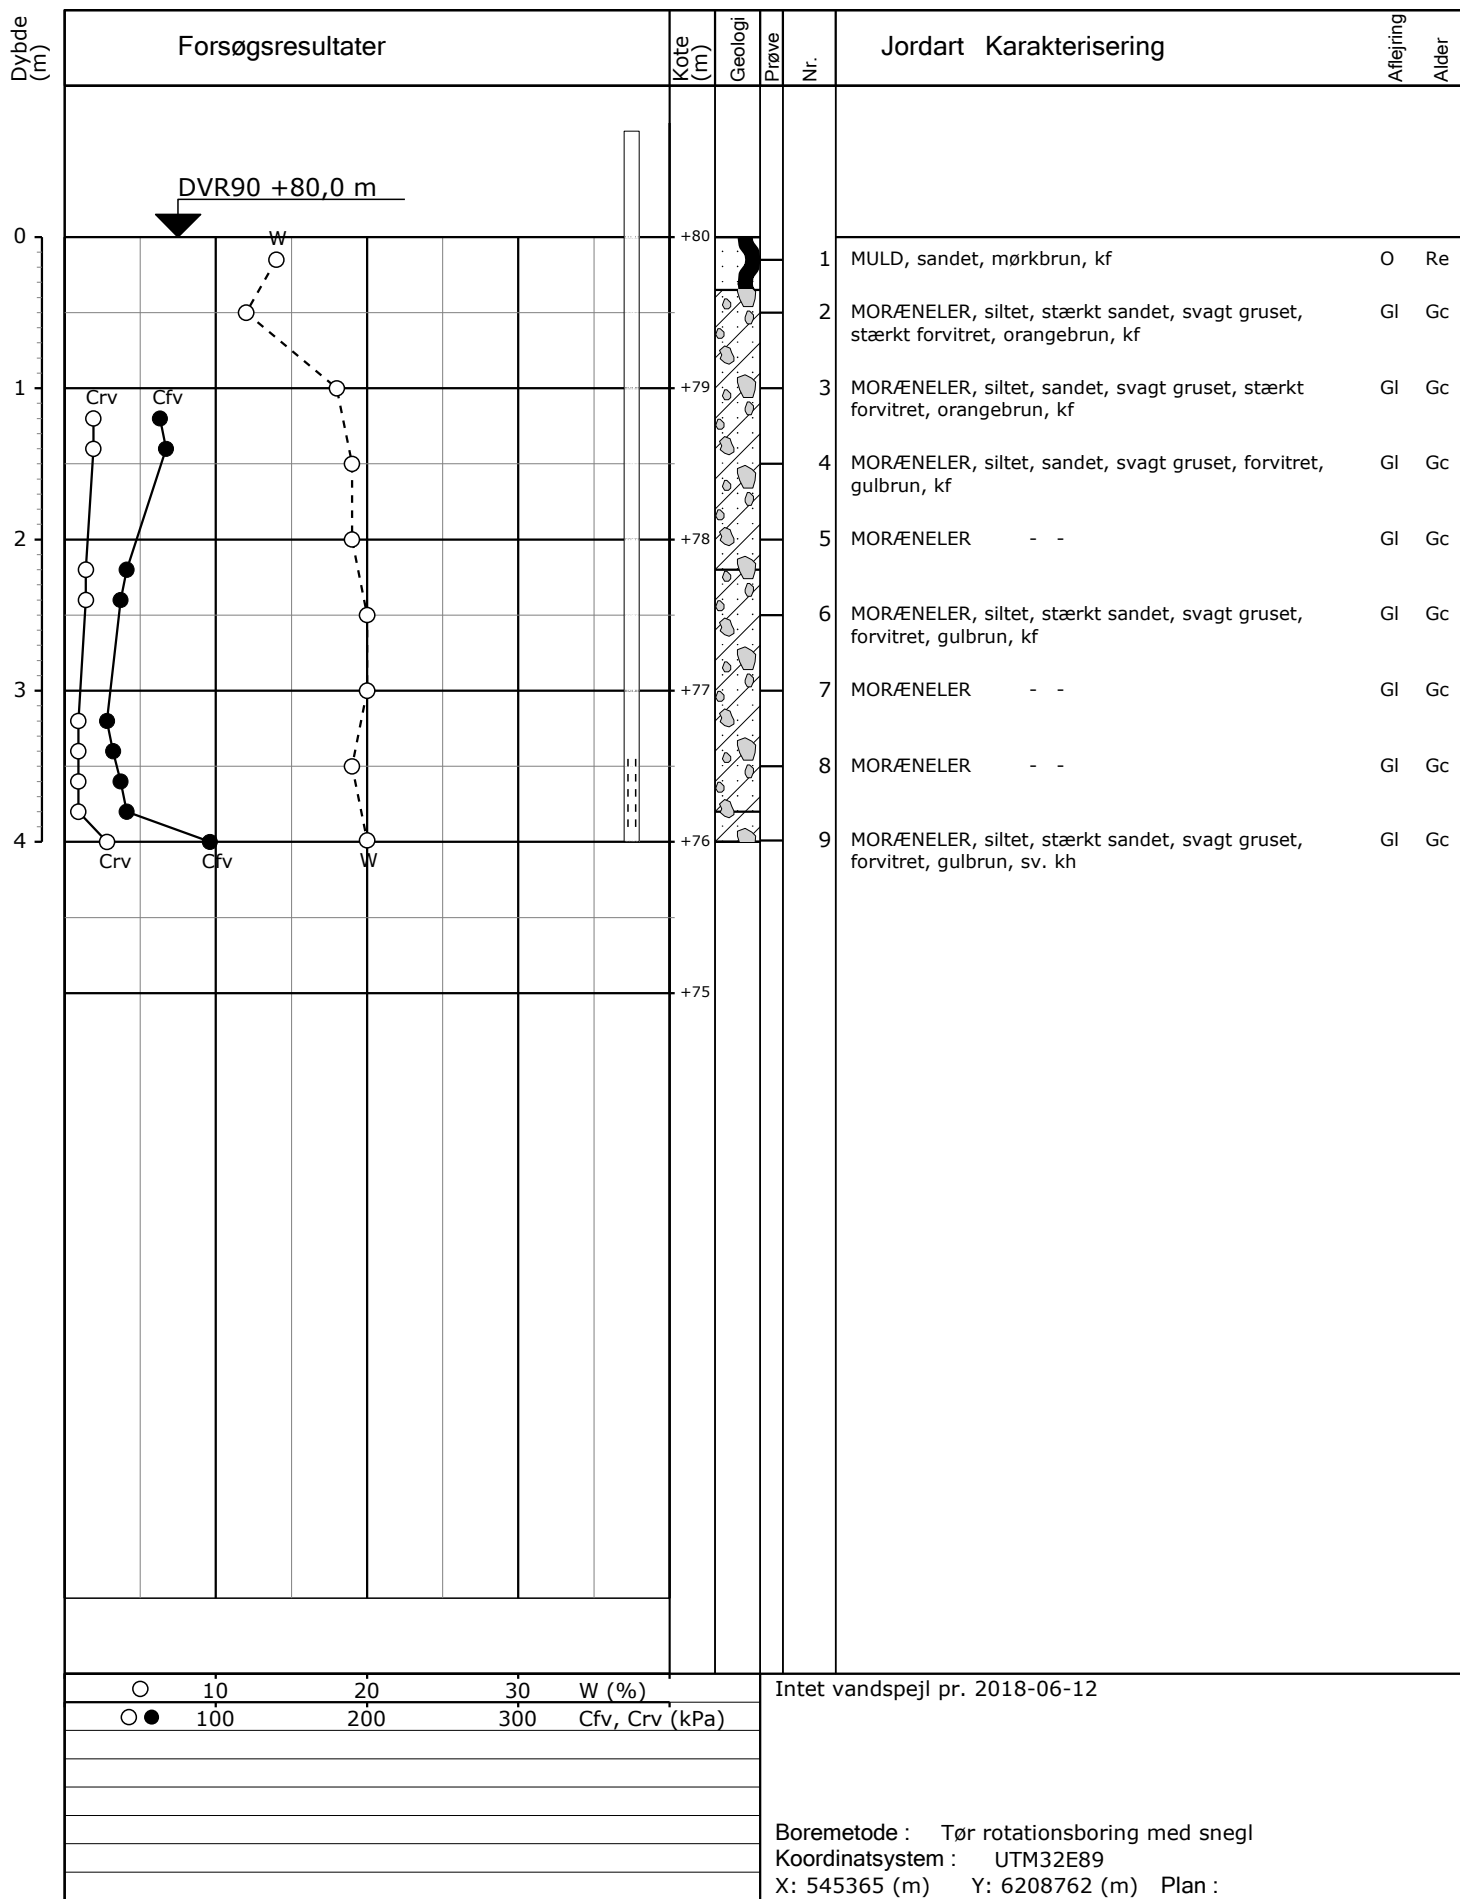 Dybde (m)
Forsøgsresultater
Kote (m)
Geologi
Prøve
Nr.
Jordart Karakterisering
Aflejring
Alder
DVR90 +80,0 m
0
W
+80
1 MULD, sandet, mørkbrun, kf O Re
2 MORÆNELER, siltet, stærkt sandet, svagt gruset, Gl Gc
stærkt forvitret, orangebrun, kf
1
Crv Cfv
+79
3 MORÆNELER, siltet, sandet, svagt gruset, stærkt Gl Gc
forvitret, orangebrun, kf
4 MORÆNELER, siltet, sandet, svagt gruset, forvitret, Gl Gc
gulbrun, kf
2
+78
5 MORÆNELER - - Gl Gc
6 MORÆNELER, siltet, stærkt sandet, svagt gruset, Gl Gc
forvitret, gulbrun, kf
3
+77
7 MORÆNELER - - Gl Gc
8 MORÆNELER - - Gl Gc
4
+76
9 MORÆNELER, siltet, stærkt sandet, svagt gruset, Gl Gc
forvitret, gulbrun, sv. kh
Crv Cfv W
+75
10 20 30 W (%)
100 200 300 Cfv, Crv (kPa)
Intet vandspejl pr. 2018-06-12
Boremetode : Tør rotationsboring med snegl
Koordinatsystem : UTM32E89
X: 545365 (m) Y: 6208762 (m) Plan :